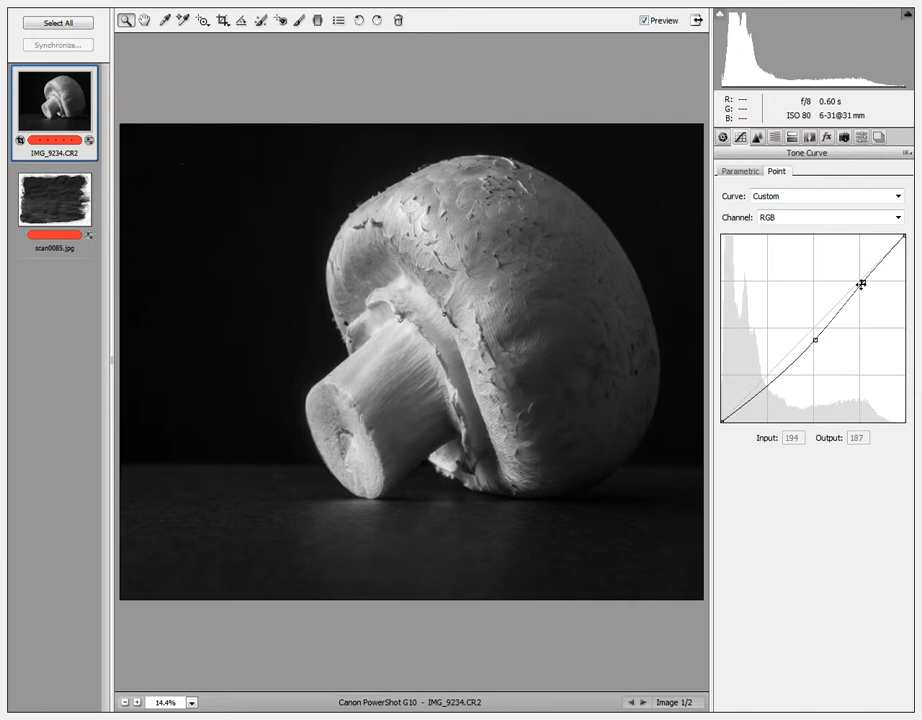 Select All
Synchronize...
IMG_9234.CR2
scan0085.jpg
Preview
R: ---
G: ---
B: ---
f/8 0.60 s
ISO 80 6-31@31 mm
Tone Curve
Parametric Point
Curve: Custom
Channel: RGB
Input: 194 Output: 187
14.4%
Canon PowerShot G10 - IMG_9234.CR2
Image 1/2